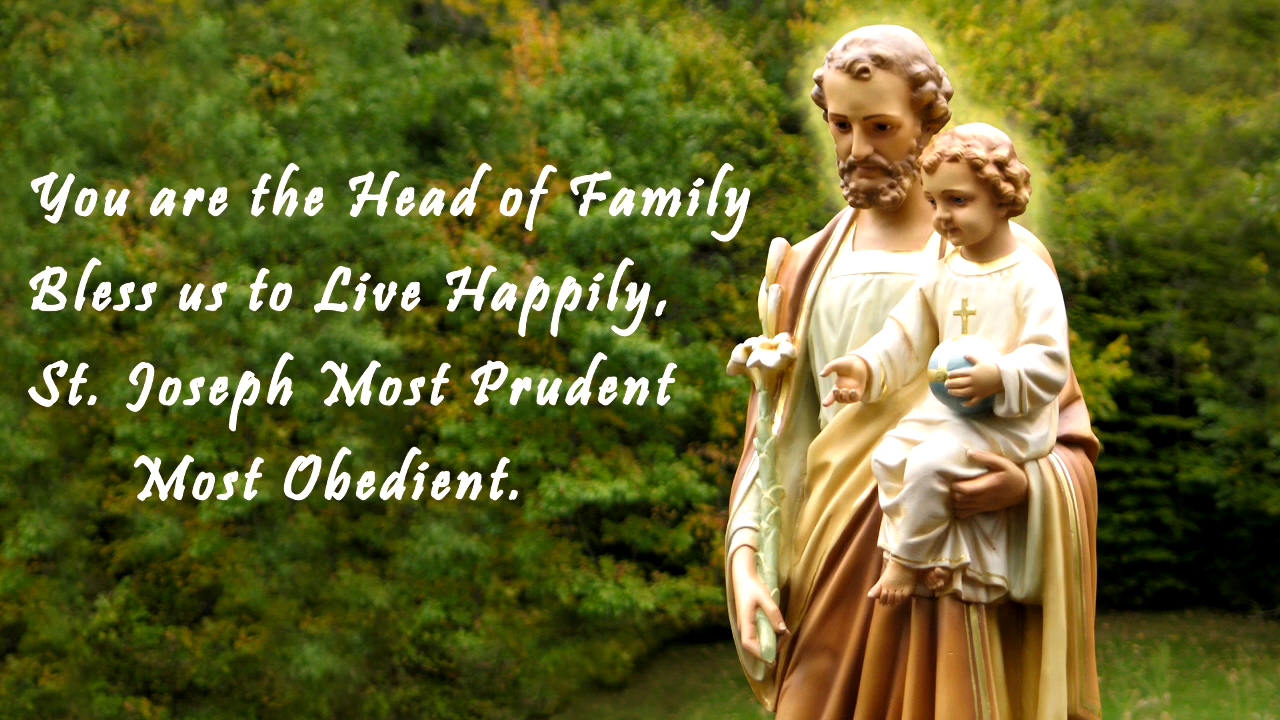 You are the Head of Family
Bless us to Live Happily,
St. Joseph Most Prudent
Most Obedient.